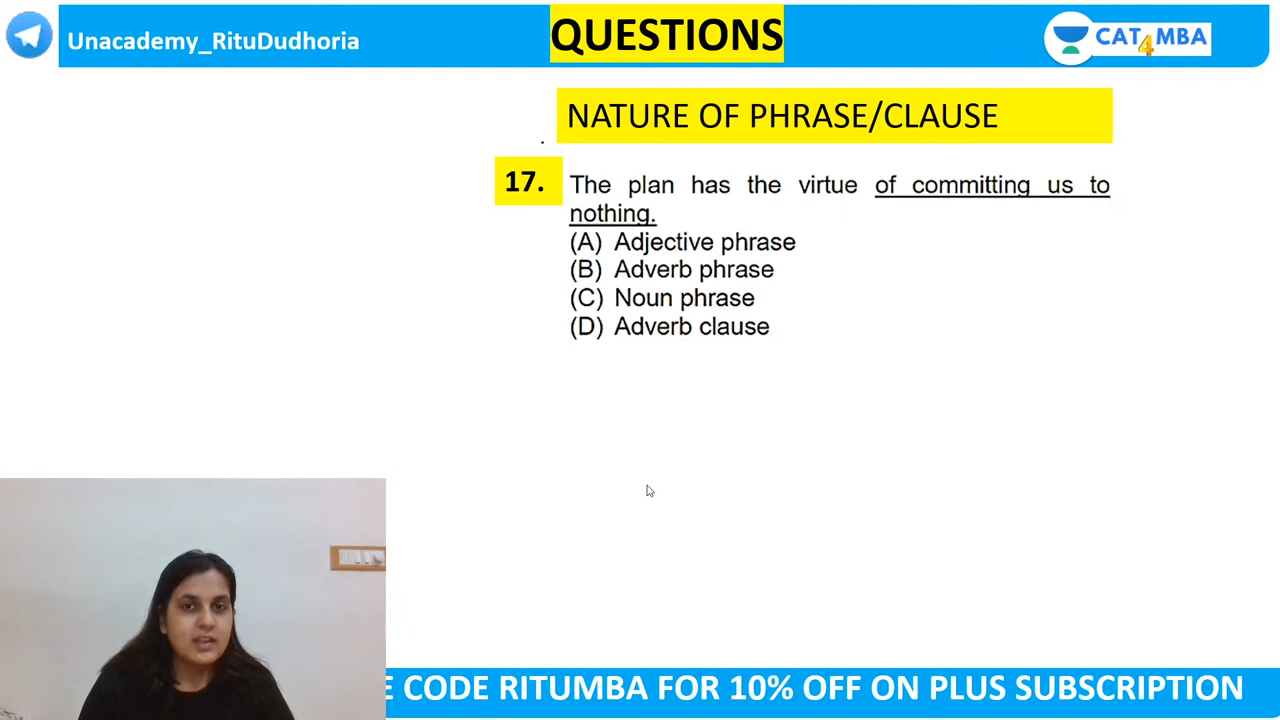 Unacademy_RituDudhoria
QUESTIONS
CAT4MBA
NATURE OF PHRASE/CLAUSE
.
17.
The plan has the virtue of committing us to
nothing.
(A) Adjective phrase
(B) Adverb phrase
(C) Noun phrase
(D) Adverb clause
E CODE RITUMBA FOR 10% OFF ON PLUS SUBSCRIPTION